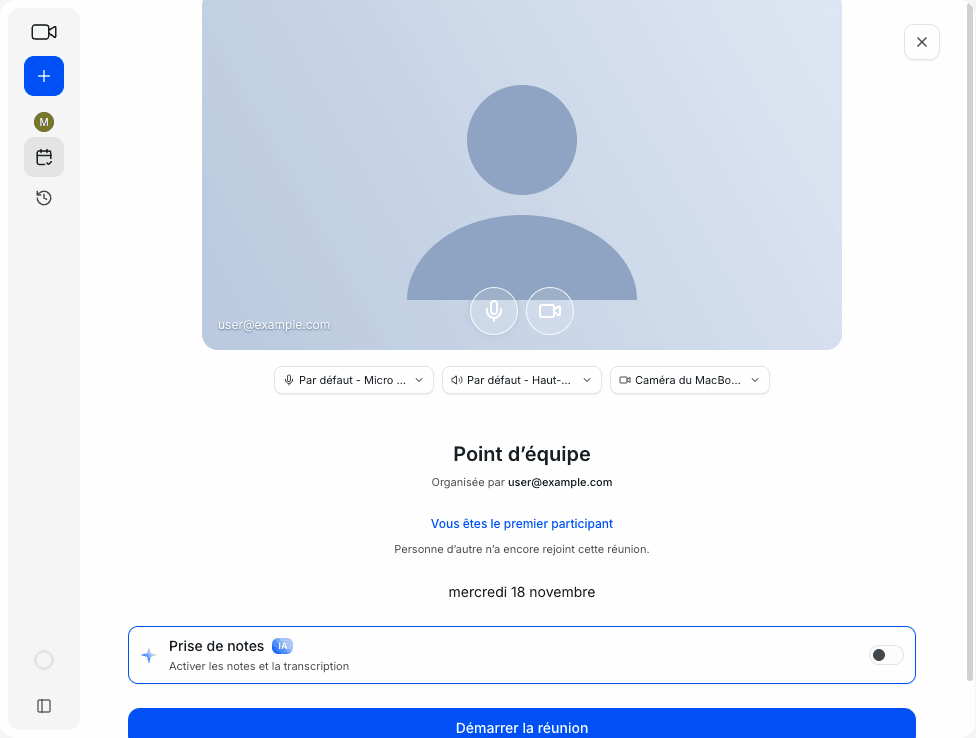 M
user@example.com
Par défaut - Micro ...
Par défaut - Haut-...
Caméra du MacBo...
Point d’équipe
Organisée par user@example.com
Vous êtes le premier participant
Personne d’autre n’a encore rejoint cette réunion.
mercredi 18 novembre
Prise de notes IA
Activer les notes et la transcription
Démarrer la réunion